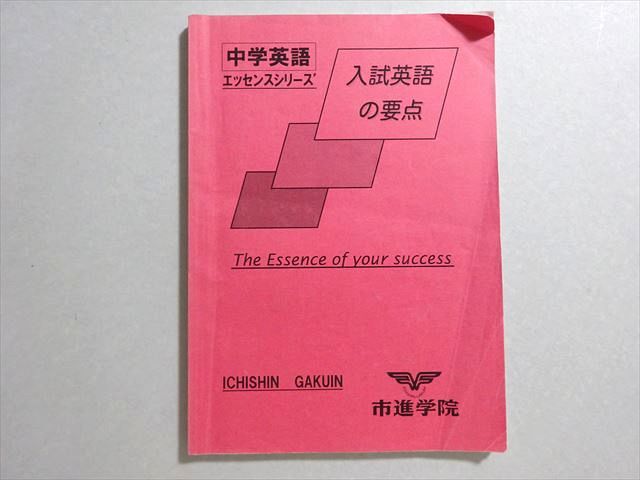 中学英語
エッセンスシリーズ
入試英語
の要点
The Essence of your success
ICHISHIN GAKUIN
市進学院